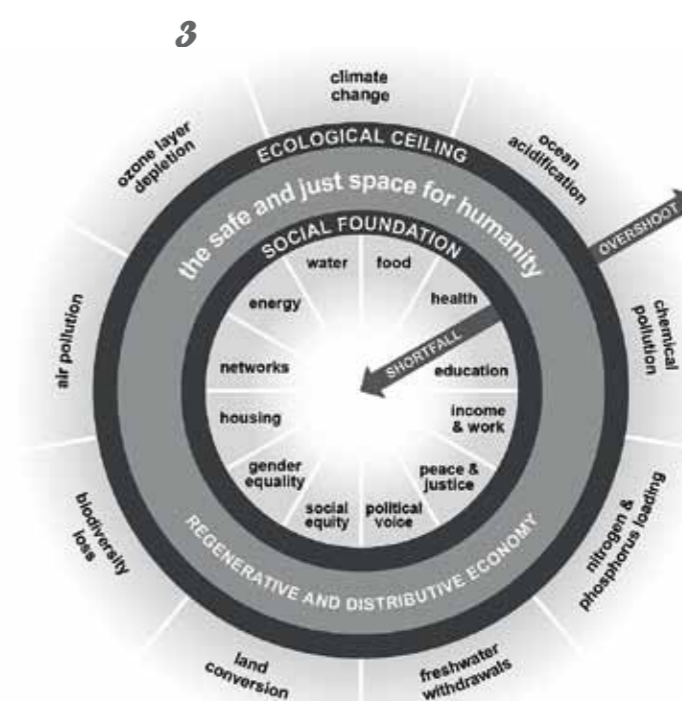 3
climate
change
ocean
acidification
OVERSHOOT
chemical
pollution
nitrogen &
phosphorus loading
freshwater
withdrawals
land
conversion
biodiversity
loss
air pollution
ozone layer
depletion
ECOLOGICAL CEILING
the safe and just space for humanity
SOCIAL FOUNDATION
water
food
health
SHORTFALL
education
income
& work
peace &
justice
political
voice
social
equity
gender
equality
housing
networks
energy
REGENERATIVE AND DISTRIBUTIVE ECONOMY